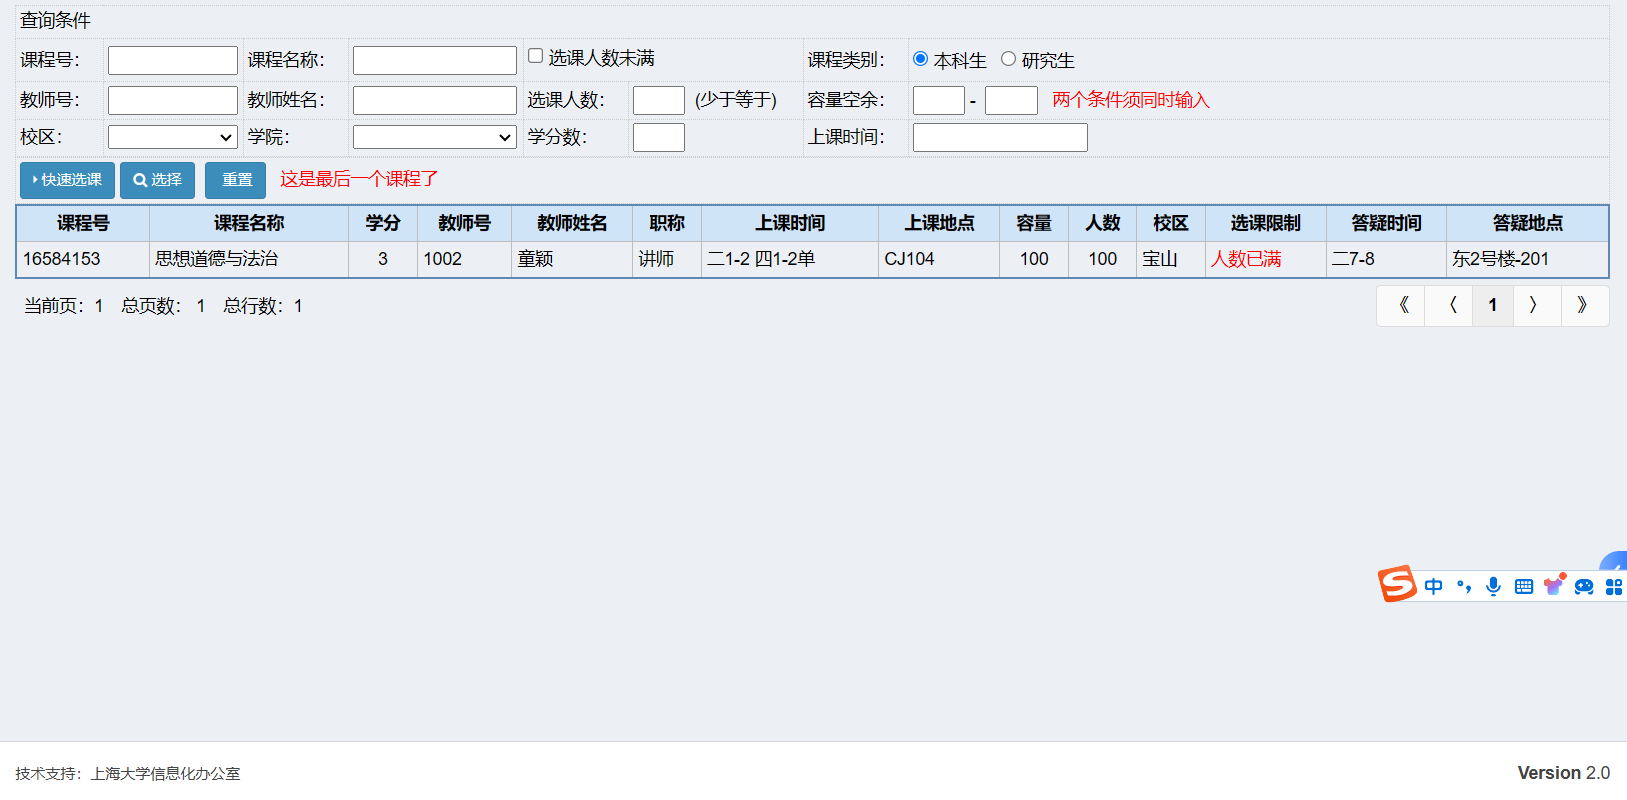 查询条件
课程号： 课程名称： 选课人数未满 课程类别： 本科生 研究生
教师号： 教师姓名： 选课人数： (少于等于) 容量空余： - 两个条件须同时输入
校区： 学院： 学分数： 上课时间：
快速选课 选择 重置 这是最后一个课程了
课程号 课程名称 学分 教师号 教师姓名 职称 上课时间 上课地点 容量 人数 校区 选课限制 答疑时间 答疑地点
16584153 思想道德与法治 3 1002 童颖 讲师 二1-2 四1-2单 CJ104 100 100 宝山 人数已满 二7-8 东2号楼-201
当前页：1 总页数： 1 总行数：1 《 〈 1 〉 》
S 中 °，
技术支持：上海大学信息化办公室 Version 2.0